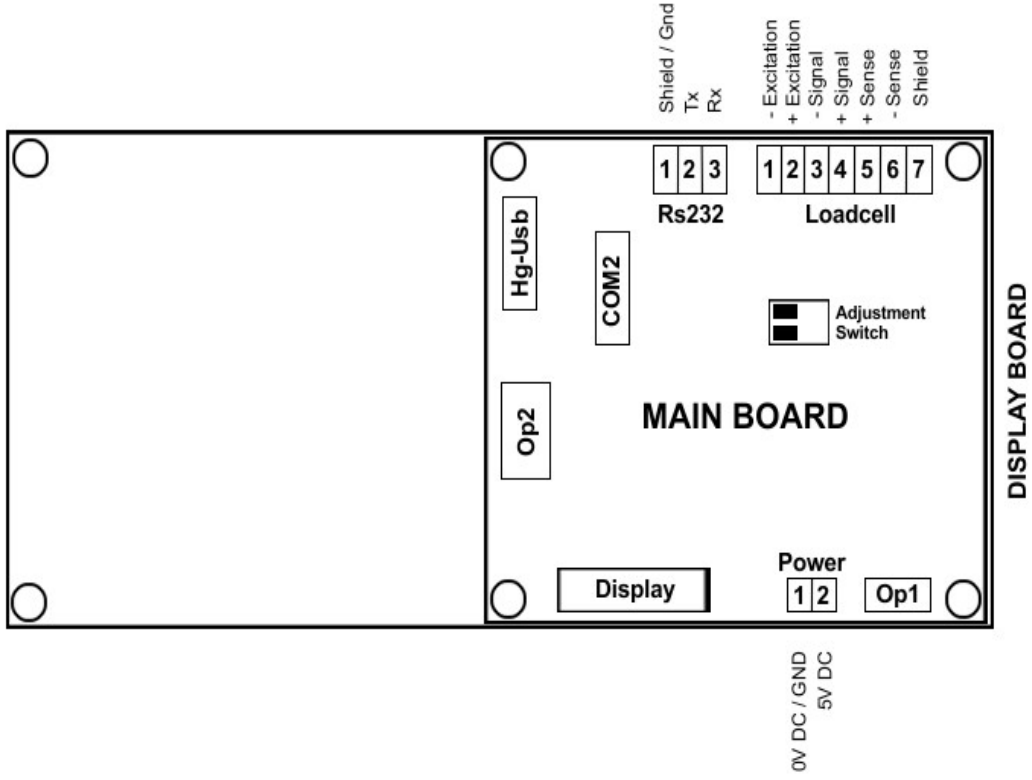 Shield / Gnd
Tx
Rx
- Excitation
+ Excitation
- Signal
+ Signal
+ Sense
- Sense
Shield
1 2 3
1 2 3 4 5 6 7
Rs232
Loadcell
Hg-Usb
COM2
Adjustment
Switch
Op2
MAIN BOARD
DISPLAY BOARD
Power
Display
1 2
Op1
0V DC / GND
5V DC